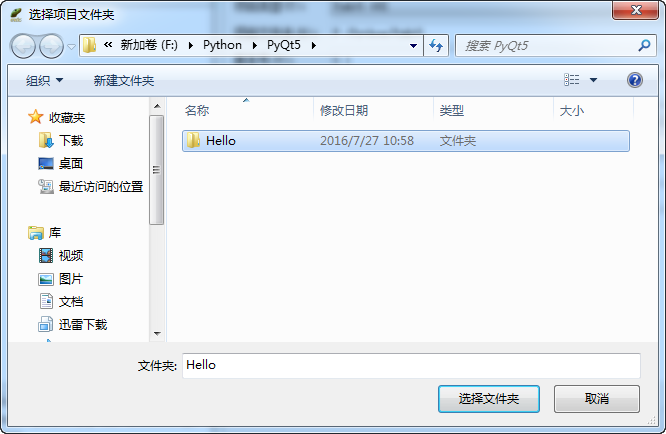 选择项目文件夹
« 新加卷 (F:) Python PyQt5
搜索 PyQt5
组织 新建文件夹
名称 修改日期 类型 大小
收藏夹
下载
桌面
最近访问的位置
库
视频
图片
文档
迅雷下载
Hello 2016/7/27 10:58 文件夹
文件夹: Hello
选择文件夹 取消